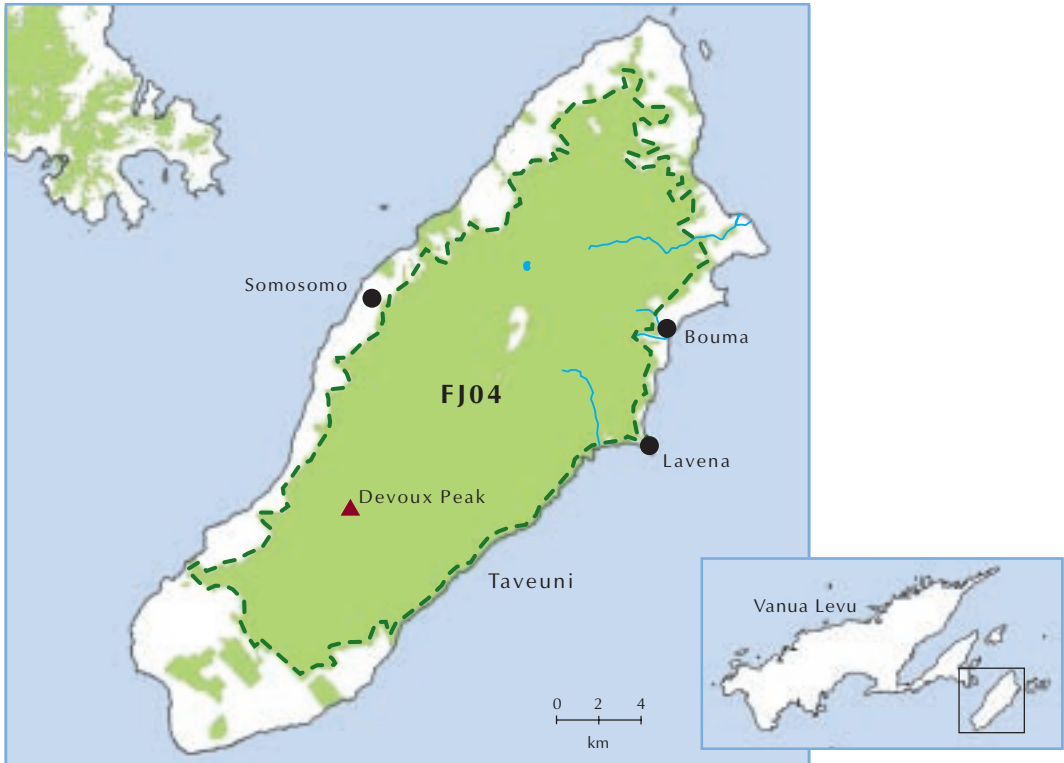 Somosomo
Bouma
FJ04
Lavena
Devoux Peak
Taveuni
Vanua Levu
0 2 4
km